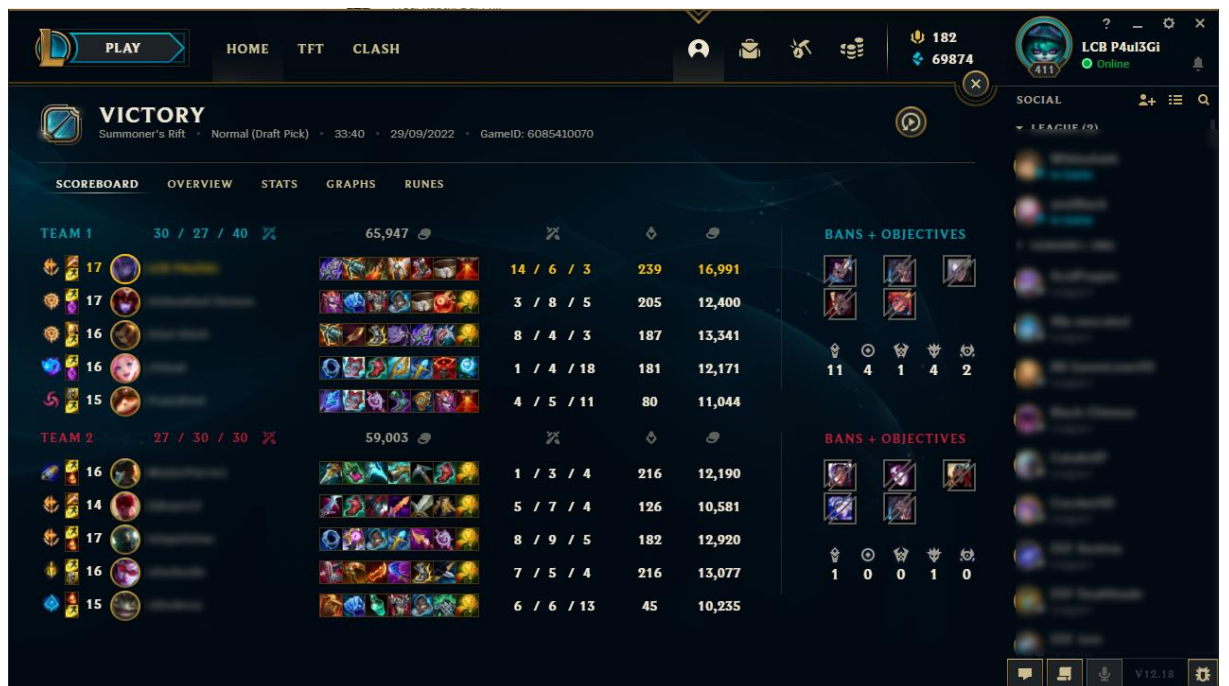 PLAY HOME TFT CLASH 182
69874
? LCB P4ul3Gi
411 Online
VICTORY
Summoner's Rift • Normal (Draft Pick) • 33:40 • 29/09/2022 • GameID: 6085410070
SOCIAL
LEAGUE (2)
SCOREBOARD OVERVIEW STATS GRAPHS RUNES
TEAM 1 30 / 27 / 40 65,947 BANS + OBJECTIVES
17 14 / 6 / 3 239 16,991
17 3 / 8 / 5 205 12,400
16 8 / 4 / 3 187 13,341
16 1 / 4 / 18 181 12,171
11 4 1 4 2
15 4 / 5 / 11 80 11,044
TEAM 2 27 / 30 / 30 59,003 BANS + OBJECTIVES
16 1 / 3 / 4 216 12,190
14 5 / 7 / 4 126 10,581
17 8 / 9 / 5 182 12,920
16 7 / 5 / 4 216 13,077
1 0 0 1 0
15 6 / 6 / 13 45 10,235
V12.18